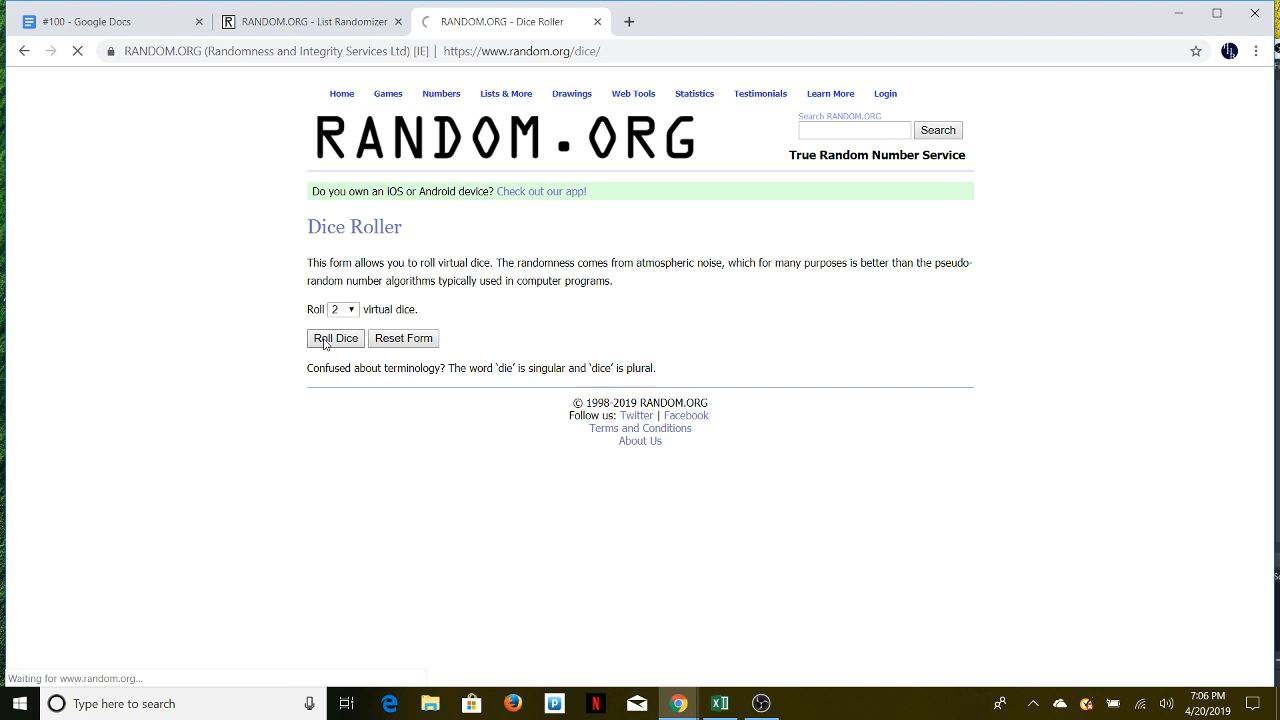 #100 - Google Docs
RANDOM.ORG - List Randomizer
RANDOM.ORG - Dice Roller
RANDOM.ORG (Randomness and Integrity Services Ltd) [IE] | https://www.random.org/dice/
Home Games Numbers Lists & More Drawings Web Tools Statistics Testimonials Learn More Login
RANDOM.ORG
Search RANDOM.ORG
Search
True Random Number Service
Do you own an iOS or Android device? Check out our app!
Dice Roller
This form allows you to roll virtual dice. The randomness comes from atmospheric noise, which for many purposes is better than the pseudo-
random number algorithms typically used in computer programs.
Roll 2 virtual dice.
Roll Dice Reset Form
Confused about terminology? The word ‘die’ is singular and ‘dice’ is plural.
© 1998-2019 RANDOM.ORG
Follow us: Twitter | Facebook
Terms and Conditions
About Us
Waiting for www.random.org...
Type here to search
7:06 PM
4/20/2019